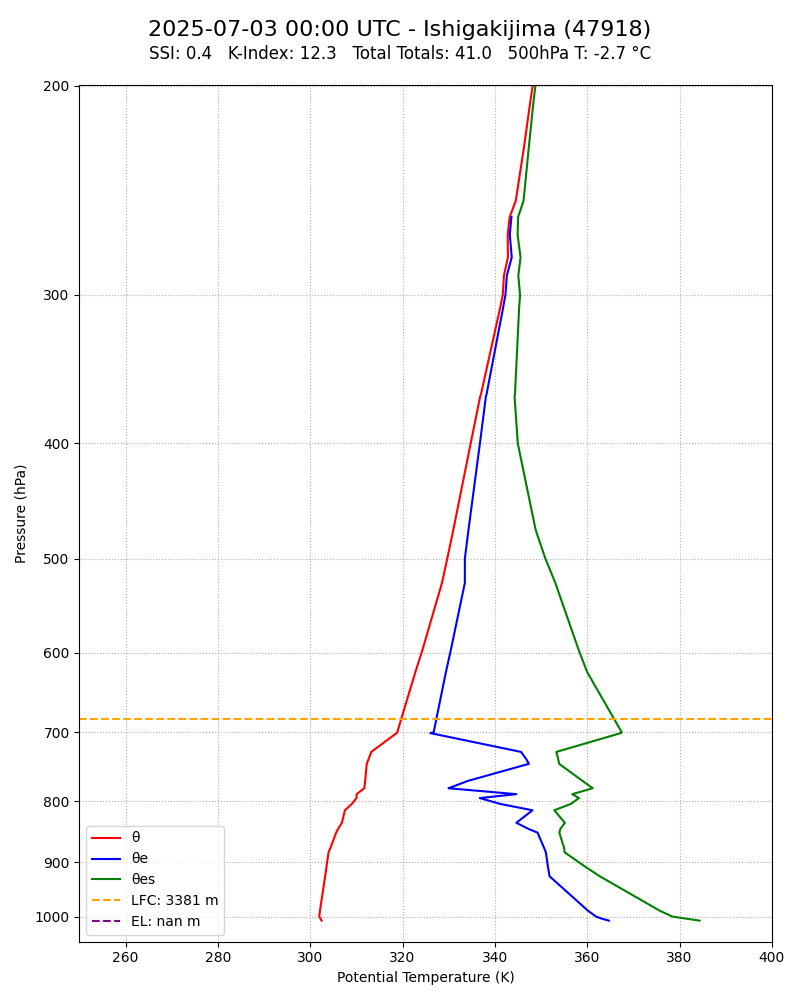 2025-07-03 00:00 UTC - Ishigakijima (47918)
SSI: 0.4   K-Index: 12.3   Total Totals: 41.0   500hPa T: -2.7 °C
200
300
400
500
600
700
800
900
1000
Pressure (hPa)
θ
θe
θes
LFC: 3381 m
EL: nan m
260 280 300 320 340 360 380 400
Potential Temperature (K)